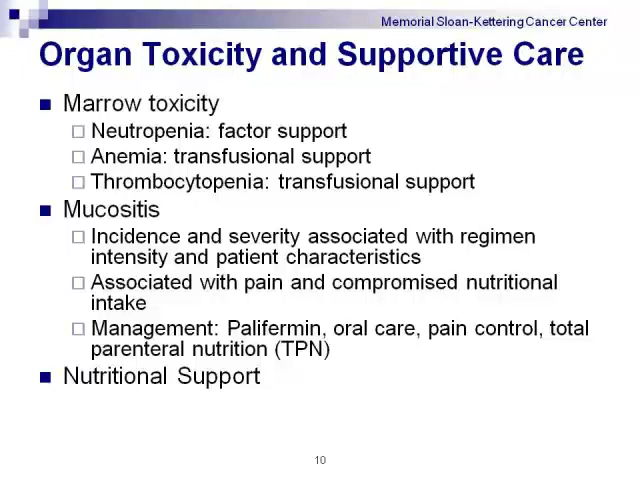 Memorial Sloan-Kettering Cancer Center
Organ Toxicity and Supportive Care
Marrow toxicity
Neutropenia: factor support
Anemia: transfusional support
Thrombocytopenia: transfusional support
Mucositis
Incidence and severity associated with regimen
intensity and patient characteristics
Associated with pain and compromised nutritional
intake
Management: Palifermin, oral care, pain control, total
parenteral nutrition (TPN)
Nutritional Support
10